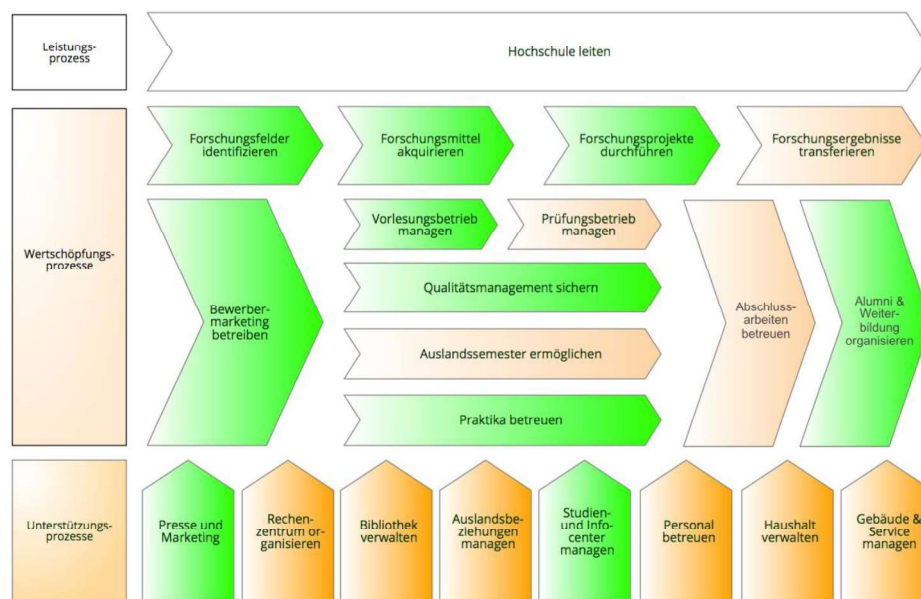 Leistungs-
prozess
Hochschule leiten
Wertschöpfungs-
prozesse
Forschungsfelder
identifizieren
Forschungsmittel
akquirieren
Forschungsprojekte
durchführen
Forschungsergebnisse
transferieren
Bewerber-
marketing
betreiben
Vorlesungsbetrieb
managen
Prüfungsbetrieb
managen
Qualitätsmanagement sichern
Auslandssemester ermöglichen
Praktika betreuen
Abschluss-
arbeiten
betreuen
Alumni &
Weiter-
bildung
organisieren
Unterstützungs-
prozesse
Presse und
Marketing
Rechen-
zentrum or-
ganisieren
Bibliothek
verwalten
Auslandsbe-
ziehungen
managen
Studien-
und Info-
center
managen
Personal
betreuen
Haushalt
verwalten
Gebäude &
Service
managen